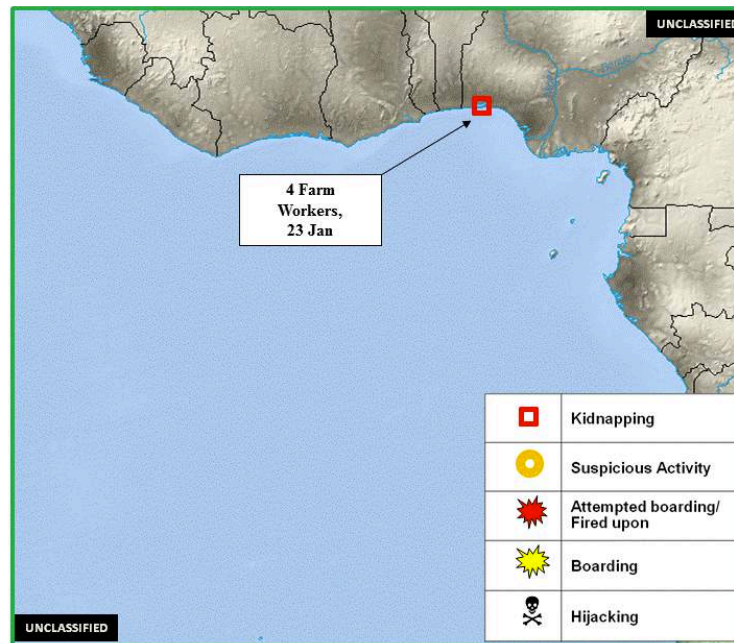 UNCLASSIFIED
4 Farm
Workers,
23 Jan
Kidnapping
Suspicious Activity
Attempted boarding/
Fired upon
Boarding
Hijacking
UNCLASSIFIED